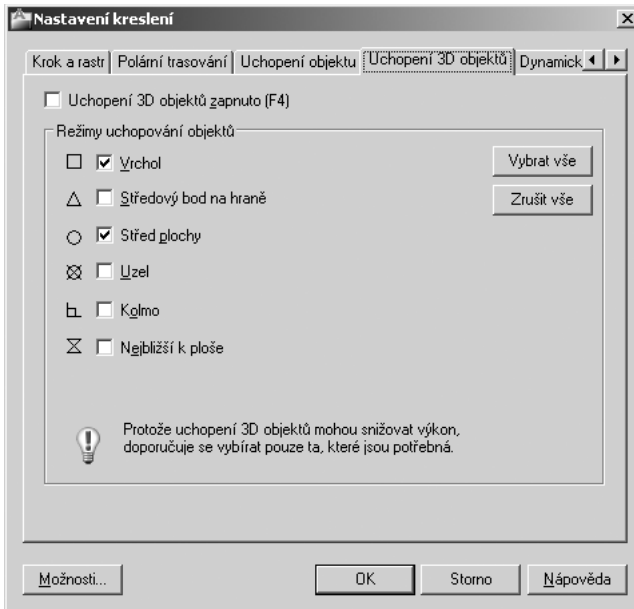 Nastavení kreslení
Krok a rastr Polární trasování Uchopení objektu Uchopení 3D objektů Dynamick
Uchopení 3D objektů zapnuto (F4)
Režimy uchopování objektů
Vrchol
Vybrat vše
Středový bod na hraně
Zrušit vše
Střed plochy
Uzel
Kolmo
Nejbližší k ploše
Protože uchopení 3D objektů mohou snižovat výkon,
doporučuje se vybírat pouze ta, které jsou potřebná.
Možnosti... OK Storno Nápověda